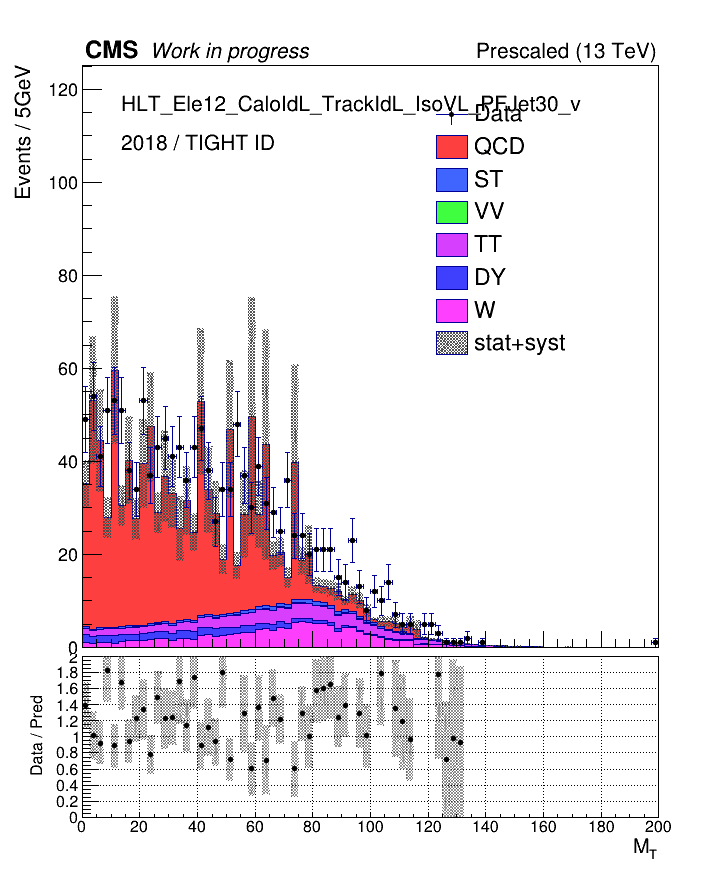 CMS Work in progress Prescaled (13 TeV)
Events / 5GeV
120
100
80
60
40
20
0
HLT_Ele12_CaloIdL_TrackIdL_IsoVL_PFJet30_v
2018 / TIGHT ID
Data
QCD
ST
VV
TT
DY
W
stat+syst
Data / Pred
2
1.8
1.6
1.4
1.2
1
0.8
0.6
0.4
0.2
0
0 20 40 60 80 100 120 140 160 180 200
M_T